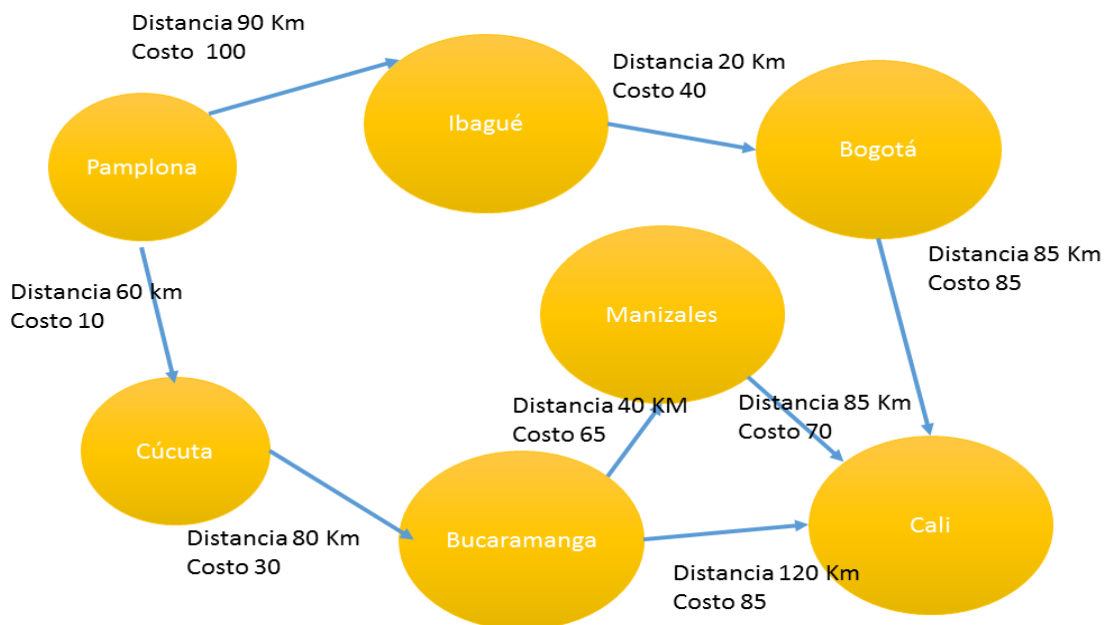 Distancia 90 Km
Costo  100
Distancia 20 Km
Costo 40
Ibagué
Bogotá
Pamplona
Distancia 85 Km
Costo 85
Distancia 60 km
Costo 10
Manizales
Distancia 40 KM
Costo 65
Distancia 85 Km
Costo 70
Cúcuta
Cali
Bucaramanga
Distancia 80 Km
Costo 30
Distancia 120 Km
Costo 85